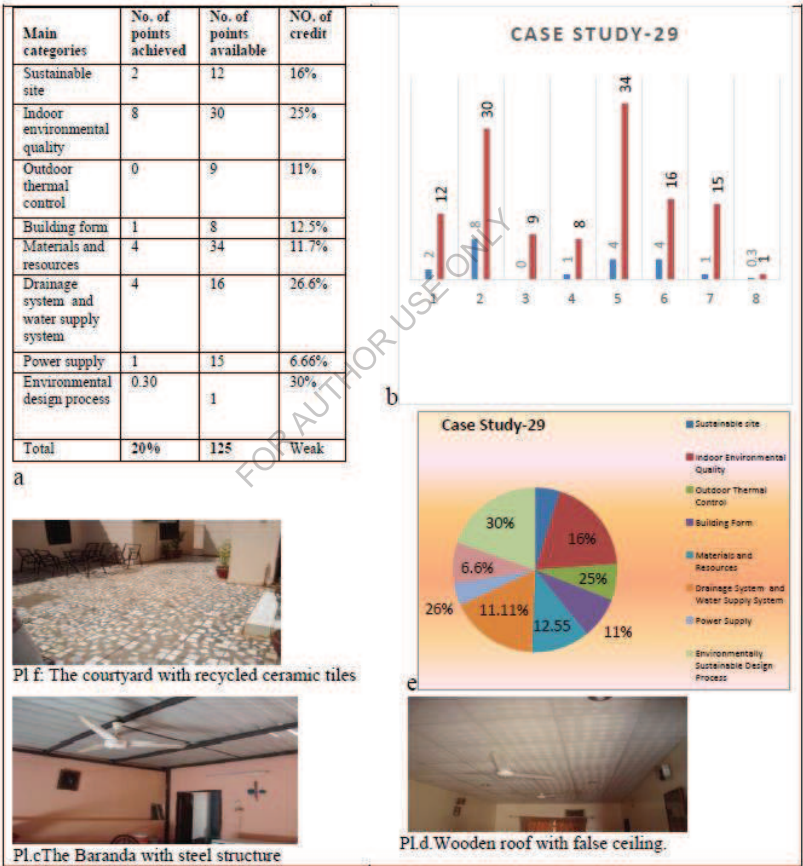 Main categories No. of points achieved No. of points available NO. of credit
Sustainable site 2 12 16%
Indoor environmental quality 8 30 25%
Outdoor thermal control 0 9 11%
Building form 1 8 12.5%
Materials and resources 4 34 11.7%
Drainage system and water supply system 4 16 26.6%
Power supply 1 15 6.66%
Environmental design process 0.30 1 30%
Total 20% 125 Weak
a
CASE STUDY-29
2 12 8 30 0 9 1 8 4 34 4 16 1 15 0.3 1
1 2 3 4 5 6 7 8
b
FOR AUTHOR USE ONLY
Case Study-29
30%
16%
25%
11%
12.55
11.11%
26%
6.6%
Sustainable site
Indoor Environmental
Quality
Outdoor Thermal
Control
Building Form
Materials and
Resources
Drainage System and
Water Supply System
Power Supply
Environmentally
Sustainable Design
Process
e
Pl f: The courtyard with recycled ceramic tiles
Pl.cThe Baranda with steel structure
Pl.d.Wooden roof with false ceiling.